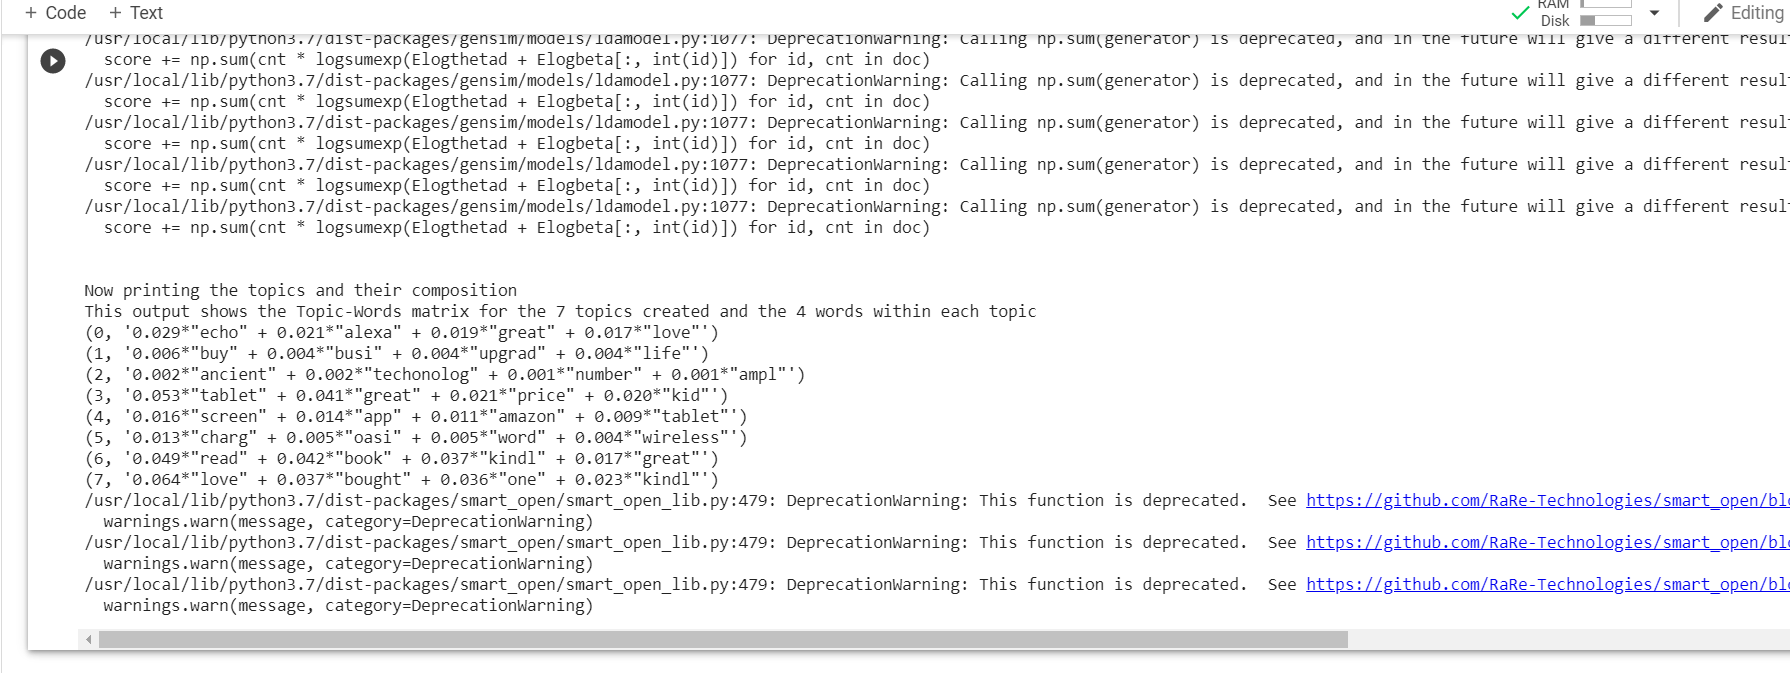 + Code + Text
RAM
Disk
Editing
/usr/local/lib/python3.7/dist-packages/gensim/models/ldamodel.py:1077: DeprecationWarning: Calling np.sum(generator) is deprecated, and in the future will give a different resul
score += np.sum(cnt * logsumexp(Elogthetad + Elogbeta[:, int(id)]) for id, cnt in doc)
/usr/local/lib/python3.7/dist-packages/gensim/models/ldamodel.py:1077: DeprecationWarning: Calling np.sum(generator) is deprecated, and in the future will give a different resul
score += np.sum(cnt * logsumexp(Elogthetad + Elogbeta[:, int(id)]) for id, cnt in doc)
/usr/local/lib/python3.7/dist-packages/gensim/models/ldamodel.py:1077: DeprecationWarning: Calling np.sum(generator) is deprecated, and in the future will give a different resul
score += np.sum(cnt * logsumexp(Elogthetad + Elogbeta[:, int(id)]) for id, cnt in doc)
/usr/local/lib/python3.7/dist-packages/gensim/models/ldamodel.py:1077: DeprecationWarning: Calling np.sum(generator) is deprecated, and in the future will give a different resul
score += np.sum(cnt * logsumexp(Elogthetad + Elogbeta[:, int(id)]) for id, cnt in doc)
/usr/local/lib/python3.7/dist-packages/gensim/models/ldamodel.py:1077: DeprecationWarning: Calling np.sum(generator) is deprecated, and in the future will give a different resul
score += np.sum(cnt * logsumexp(Elogthetad + Elogbeta[:, int(id)]) for id, cnt in doc)
Now printing the topics and their composition
This output shows the Topic-Words matrix for the 7 topics created and the 4 words within each topic
(0, '0.029*"echo" + 0.021*"alexa" + 0.019*"great" + 0.017*"love"')
(1, '0.006*"buy" + 0.004*"busi" + 0.004*"upgrad" + 0.004*"life"')
(2, '0.002*"ancient" + 0.002*"techonolog" + 0.001*"number" + 0.001*"ampl"')
(3, '0.053*"tablet" + 0.041*"great" + 0.021*"price" + 0.020*"kid"')
(4, '0.016*"screen" + 0.014*"app" + 0.011*"amazon" + 0.009*"tablet"')
(5, '0.013*"charg" + 0.005*"oasi" + 0.005*"word" + 0.004*"wireless"')
(6, '0.049*"read" + 0.042*"book" + 0.037*"kindl" + 0.017*"great"')
(7, '0.064*"love" + 0.037*"bought" + 0.036*"one" + 0.023*"kindl"')
/usr/local/lib/python3.7/dist-packages/smart_open/smart_open_lib.py:479: DeprecationWarning: This function is deprecated.  See https://github.com/RaRe-Technologies/smart_open/blo
warnings.warn(message, category=DeprecationWarning)
/usr/local/lib/python3.7/dist-packages/smart_open/smart_open_lib.py:479: DeprecationWarning: This function is deprecated.  See https://github.com/RaRe-Technologies/smart_open/blo
warnings.warn(message, category=DeprecationWarning)
/usr/local/lib/python3.7/dist-packages/smart_open/smart_open_lib.py:479: DeprecationWarning: This function is deprecated.  See https://github.com/RaRe-Technologies/smart_open/blo
warnings.warn(message, category=DeprecationWarning)